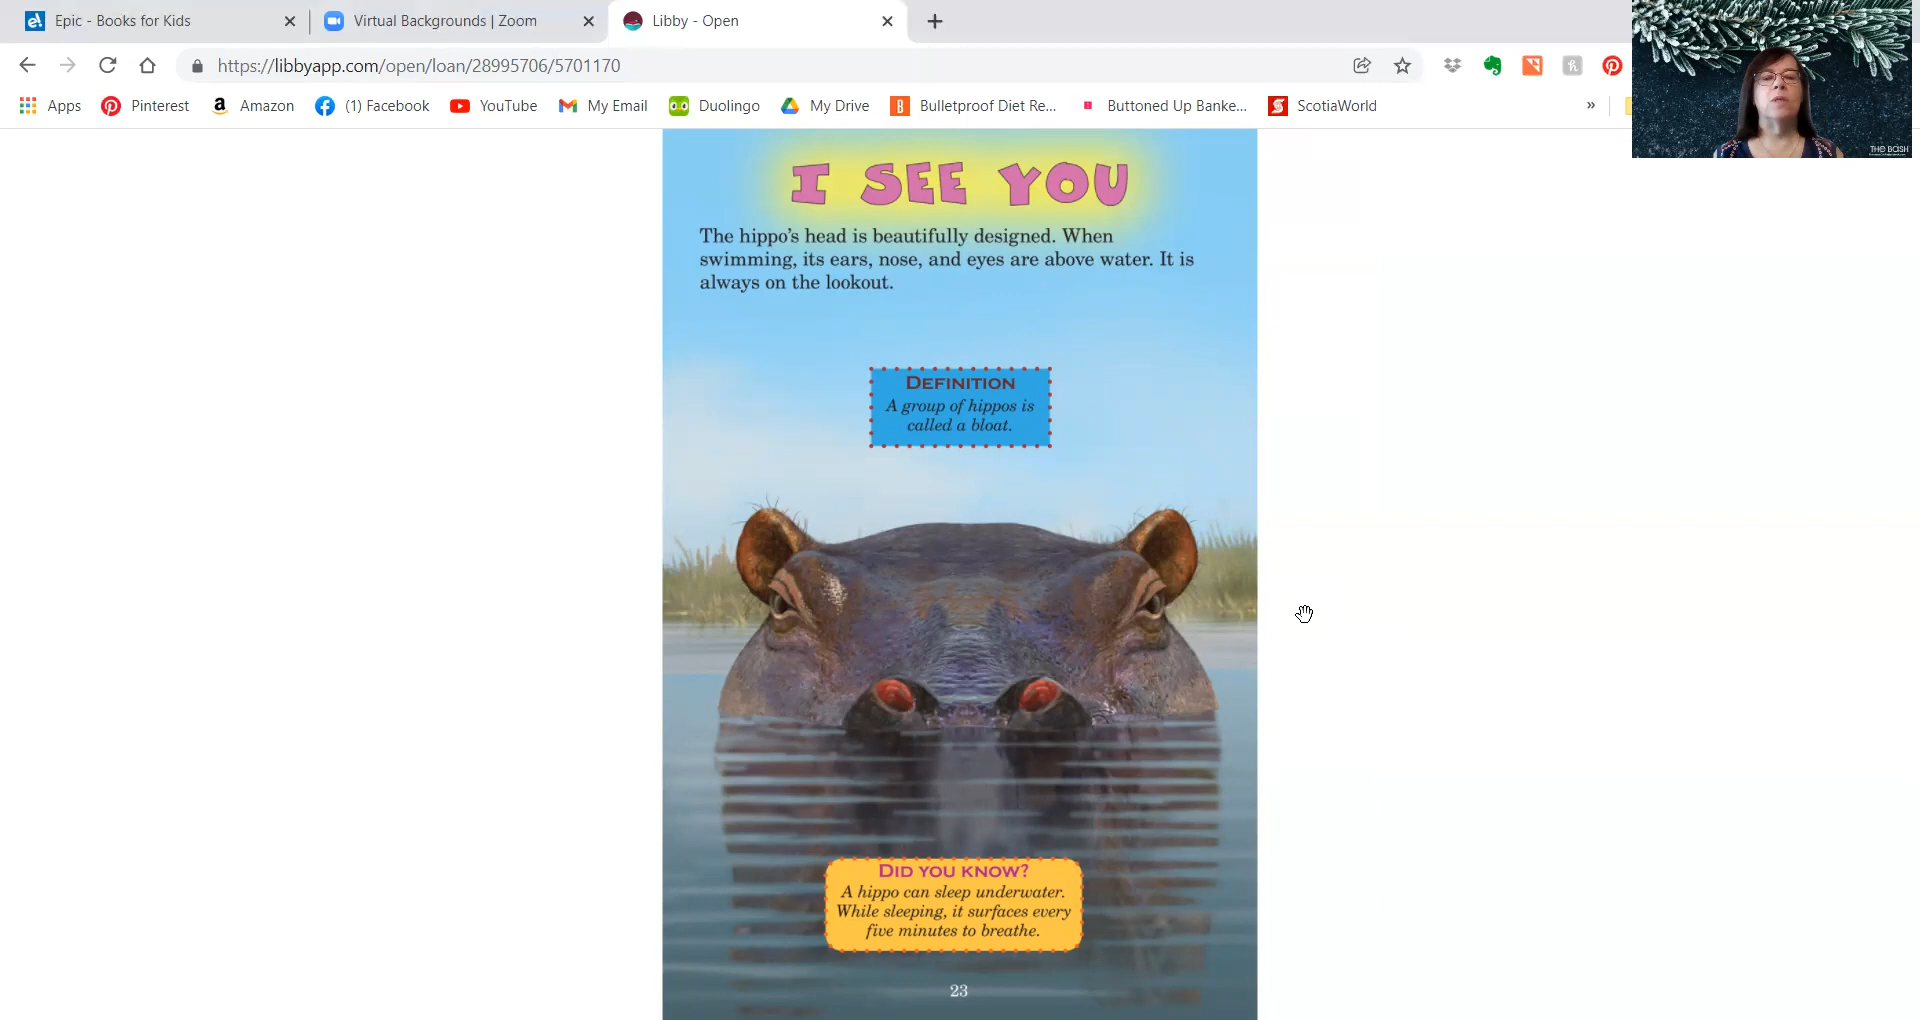 Epic - Books for Kids
Virtual Backgrounds | Zoom
Libby - Open
https://libbyapp.com/open/loan/28995706/5701170
Apps
Pinterest
Amazon
(1) Facebook
YouTube
My Email
Duolingo
My Drive
Bulletproof Diet Re...
Buttoned Up Banke...
ScotiaWorld
THE BASH
I SEE YOU
The hippo's head is beautifully designed. When
swimming, its ears, nose, and eyes are above water. It is
always on the lookout.
DEFINITION
A group of hippos is
called a bloat.
DID YOU KNOW?
A hippo can sleep underwater.
While sleeping, it surfaces every
five minutes to breathe.
23